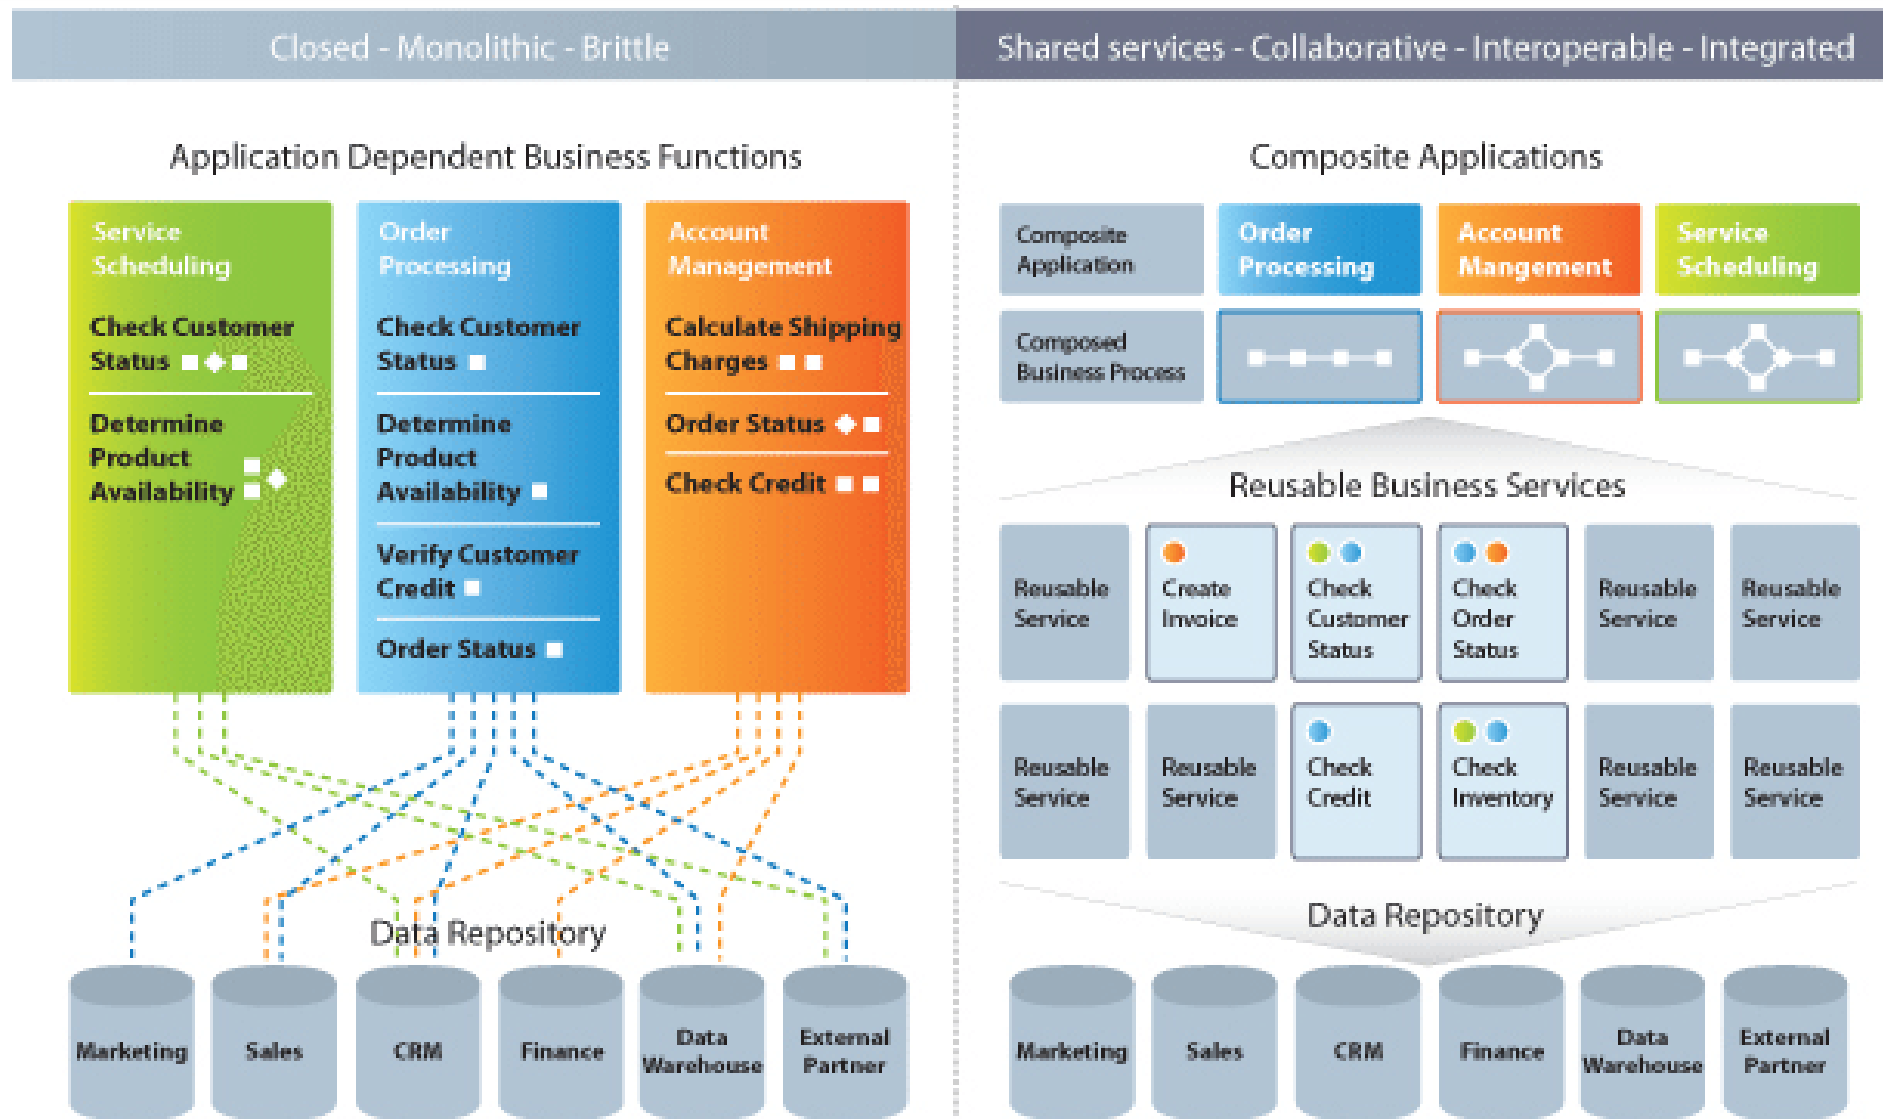 Closed - Monolithic - Brittle
Shared services - Collaborative - Interoperable - Integrated
Application Dependent Business Functions
Service
Scheduling
Check Customer
Status
Determine
Product
Availability
Order
Processing
Check Customer
Status
Determine
Product
Availability
Verify Customer
Credit
Order Status
Account
Management
Calculate Shipping
Charges
Order Status
Check Credit
Data Repository
Marketing
Sales
CRM
Finance
Data
Warehouse
External
Partner
Composite Applications
Composite
Application
Order
Processing
Account
Mangement
Service
Scheduling
Composed
Business Process
Reusable Business Services
Reusable
Service
Create
Invoice
Check
Customer
Status
Check
Order
Status
Reusable
Service
Reusable
Service
Reusable
Service
Reusable
Service
Check
Credit
Check
Inventory
Reusable
Service
Reusable
Service
Data Repository
Marketing
Sales
CRM
Finance
Data
Warehouse
External
Partner